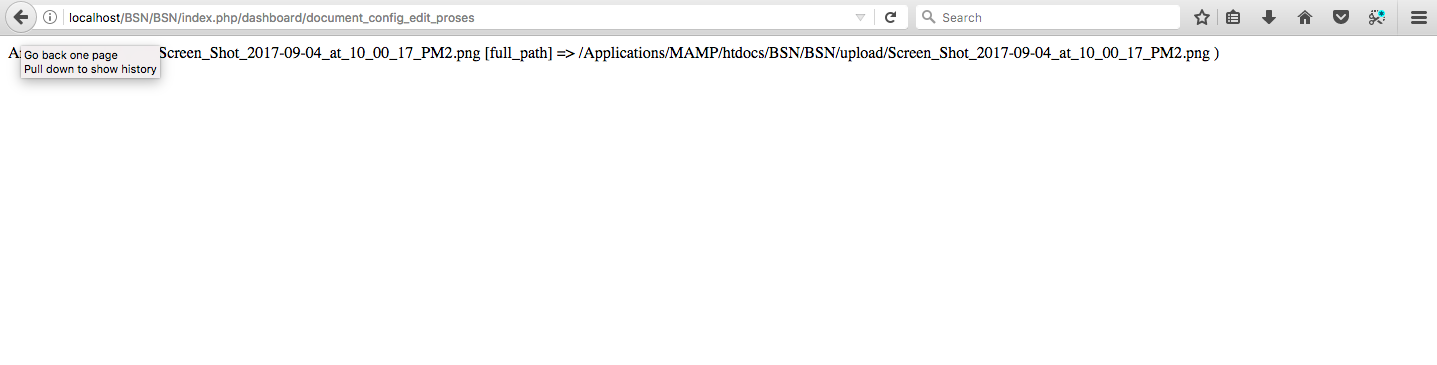 localhost/BSN/BSN/index.php/dashboard/document_config_edit_proses
Search
Screen_Shot_2017-09-04_at_10_00_17_PM2.png [full_path] => /Applications/MAMP/htdocs/BSN/BSN/upload/Screen_Shot_2017-09-04_at_10_00_17_PM2.png )
Go back one page
Pull down to show history